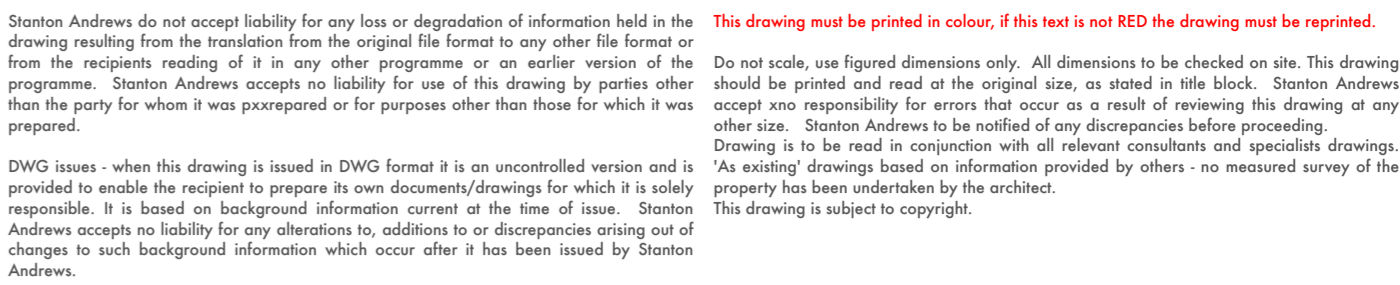 Stanton Andrews do not accept liability for any loss or degradation of information held in the
drawing resulting from the translation from the original file format to any other file format or
from the recipients reading of it in any other programme or an earlier version of the
programme. Stanton Andrews accepts no liability for use of this drawing by parties other
than the party for whom it was pxxrepared or for purposes other than those for which it was
prepared.

DWG issues - when this drawing is issued in DWG format it is an uncontrolled version and is
provided to enable the recipient to prepare its own documents/drawings for which it is solely
responsible. It is based on background information current at the time of issue. Stanton
Andrews accepts no liability for any alterations to, additions to or discrepancies arising out of
changes to such background information which occur after it has been issued by Stanton
Andrews.

This drawing must be printed in colour, if this text is not RED the drawing must be reprinted.

Do not scale, use figured dimensions only. All dimensions to be checked on site. This drawing
should be printed and read at the original size, as stated in title block. Stanton Andrews
accept xno responsibility for errors that occur as a result of reviewing this drawing at any
other size. Stanton Andrews to be notified of any discrepancies before proceeding.
Drawing is to be read in conjunction with all relevant consultants and specialists drawings.
'As existing' drawings based on information provided by others - no measured survey of the
property has been undertaken by the architect.
This drawing is subject to copyright.